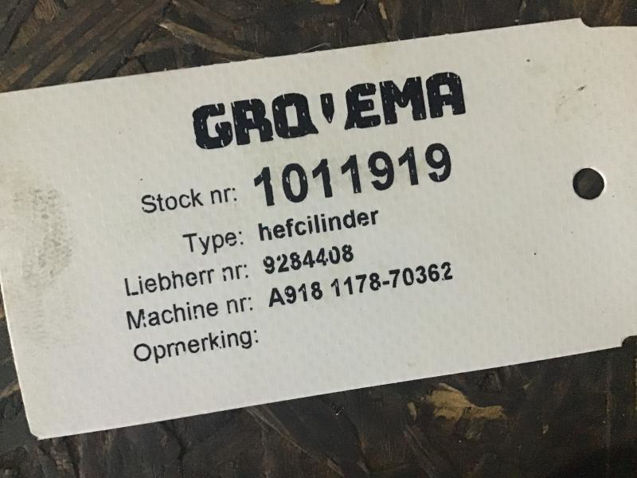 GROVEMA
Stock nr: 1011919
Type: hefcilinder
Liebherr nr: 9284408
Machine nr: A918 1178-70362
Opmerking: